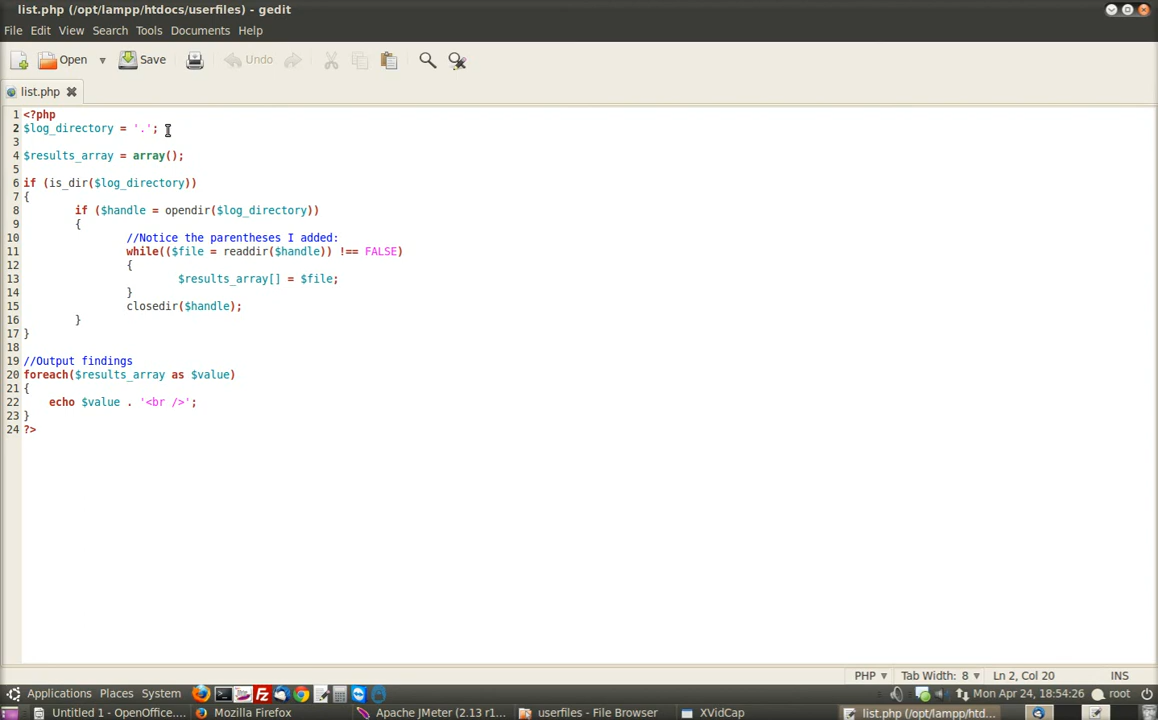 list.php (/opt/lampp/htdocs/userfiles) - gedit
File Edit View Search Tools Documents Help
Open Save Undo
list.php
1 <?php
2 $log_directory = '.';
3
4 $results_array = array();
5
6 if (is_dir($log_directory))
7 {
8 if ($handle = opendir($log_directory))
9 {
10 //Notice the parentheses I added:
11 while(($file = readdir($handle)) !== FALSE)
12 {
13 $results_array[] = $file;
14 }
15 closedir($handle);
16 }
17 }
18
19 //Output findings
20 foreach($results_array as $value)
21 {
22 echo $value . '<br />';
23 }
24 ?>
PHP Tab Width: 8 Ln 2, Col 20 INS
Applications Places System Mon Apr 24, 18:54:26 root
Untitled 1 - OpenOffice.... Mozilla Firefox Apache JMeter (2.13 r1... userfiles - File Browser XVidCap list.php (/opt/lampp/htd...